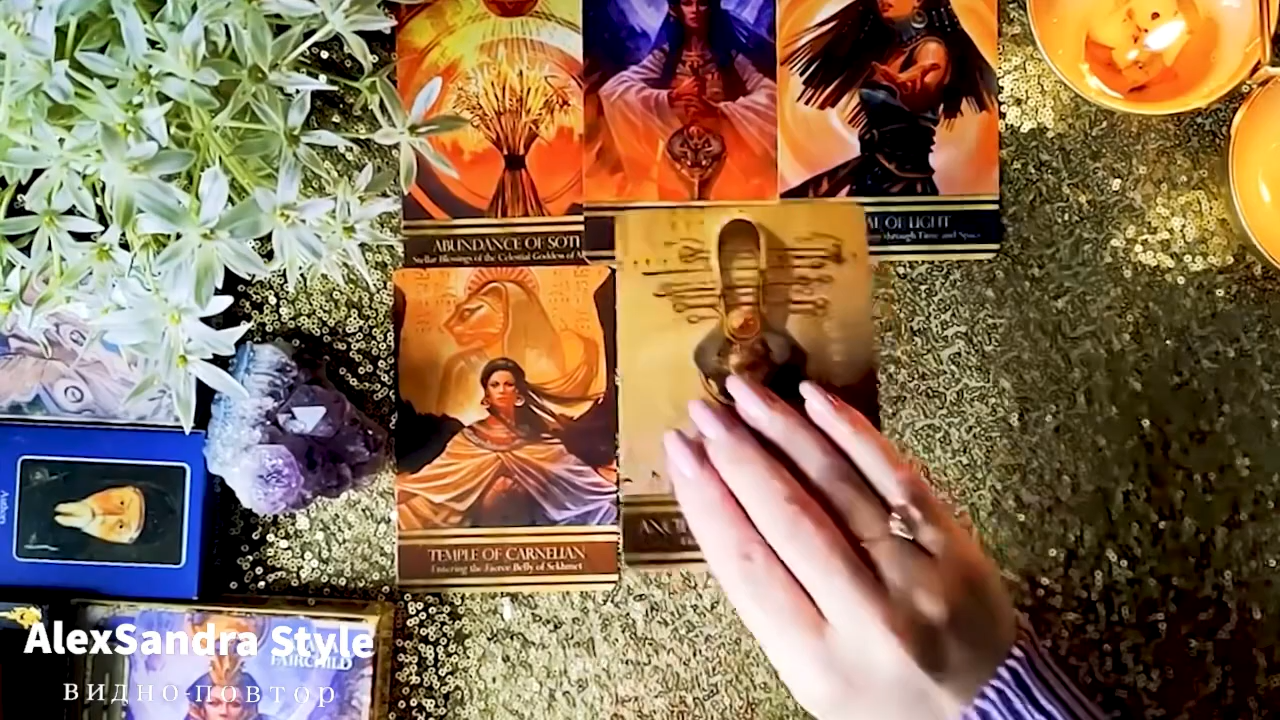 ABUNDANCE OF SOTI
Stellar Blessings of the Celestial Goddess of
AL OF LIGHT
through Time and Space
TEMPLE OF CARNELIAN
Entering the Fierce Belly of Sekhmet
AlexSandra Style
FAIRCHILD
видно-повтор